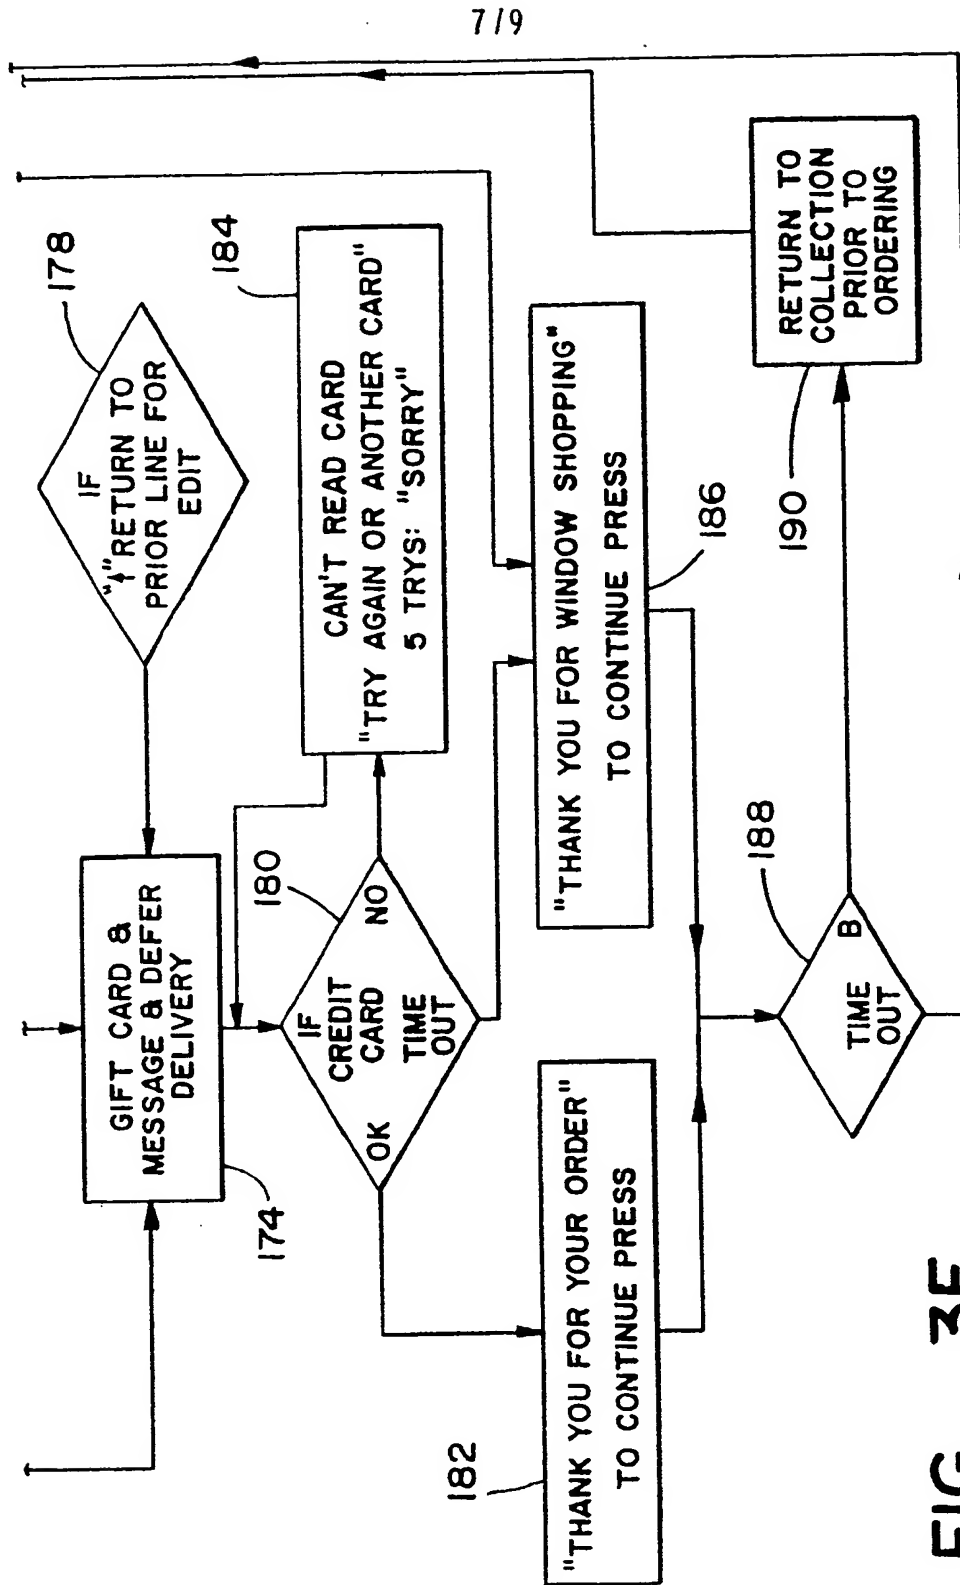 7/9
IF
"↑"RETURN TO
PRIOR LINE FOR
EDIT
178
GIFT CARD &
MESSAGE & DEFER
DELIVERY
174
IF
CREDIT
CARD
TIME
OUT
OK
NO
180
CAN'T READ CARD
"TRY AGAIN OR ANOTHER CARD"
5 TRYS: "SORRY"
184
182
"THANK YOU FOR YOUR ORDER"
TO CONTINUE PRESS
"THANK YOU FOR WINDOW SHOPPING"
TO CONTINUE PRESS
186
TIME
OUT
B
188
RETURN TO
COLLECTION
PRIOR TO
ORDERING
190
FIG